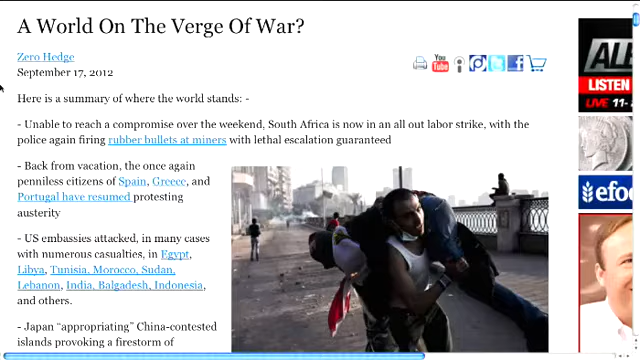 A World On The Verge Of War?
Zero Hedge
September 17, 2012
You
Tube
Here is a summary of where the world stands: -
- Unable to reach a compromise over the weekend, South Africa is now in an all out labor strike, with the
police again firing rubber bullets at miners with lethal escalation guaranteed
- Back from vacation, the once again
penniless citizens of Spain, Greece, and
Portugal have resumed protesting
austerity
- US embassies attacked, in many cases
with numerous casualties, in Egypt,
Libya, Tunisia, Morocco, Sudan,
Lebanon, India, Balgadesh, Indonesia,
and others.
- Japan “appropriating” China-contested
islands provoking a firestorm of
ALE
LISTEN
LIVE 11-
efoo